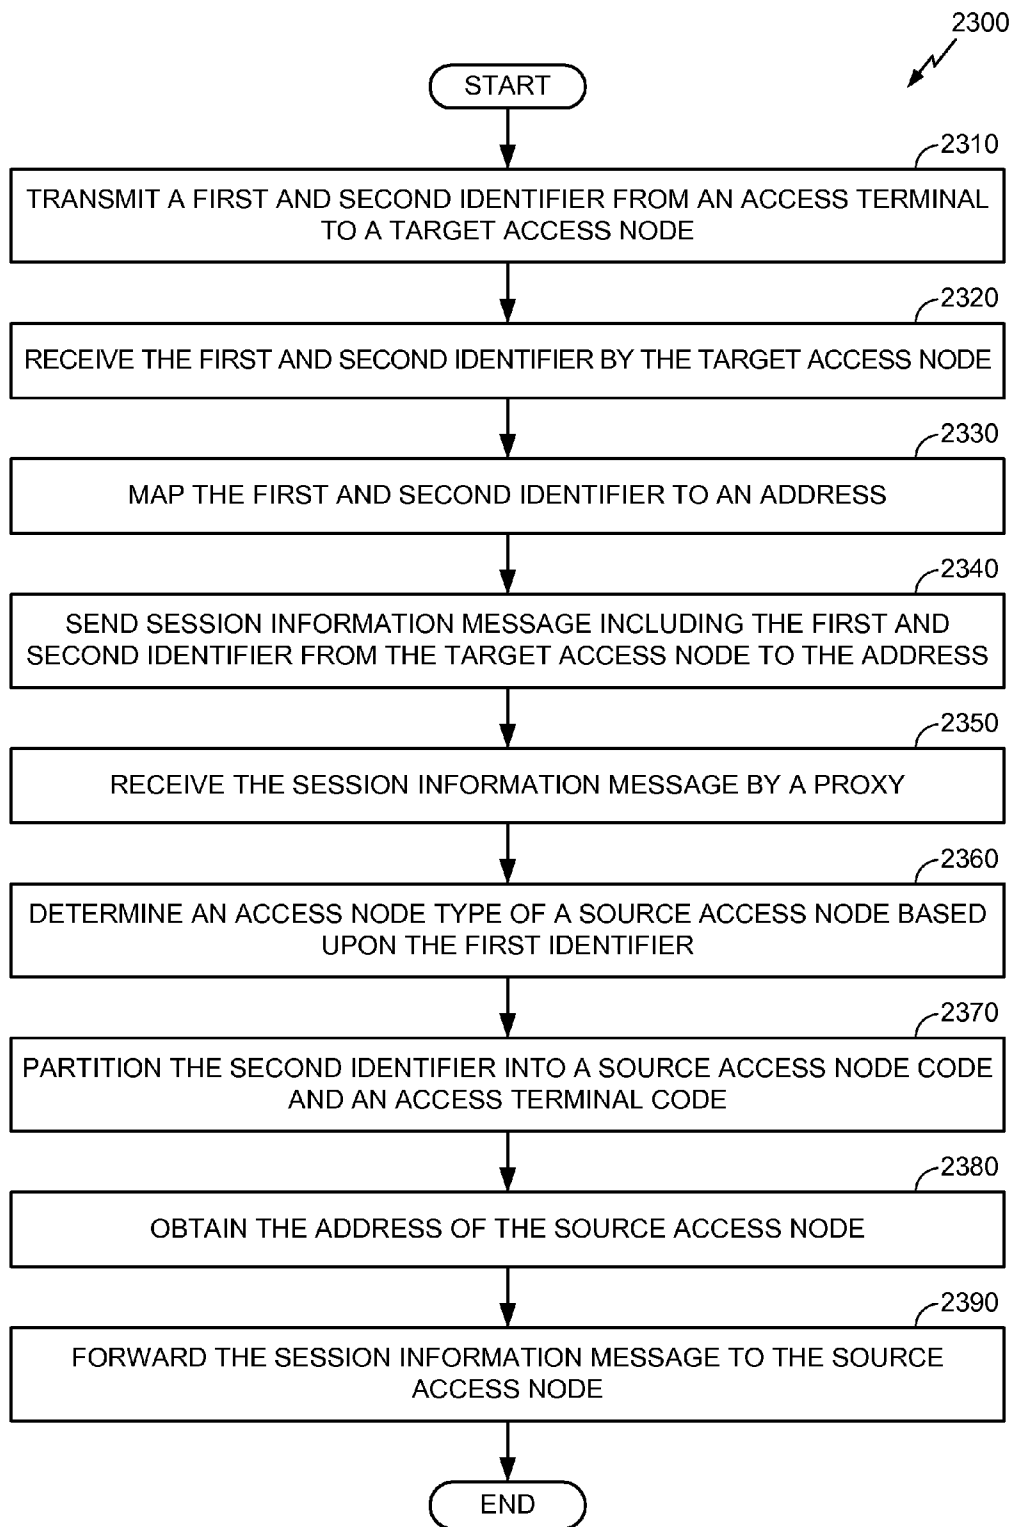 2300
START
2310
TRANSMIT A FIRST AND SECOND IDENTIFIER FROM AN ACCESS TERMINAL
TO A TARGET ACCESS NODE
2320
RECEIVE THE FIRST AND SECOND IDENTIFIER BY THE TARGET ACCESS NODE
2330
MAP THE FIRST AND SECOND IDENTIFIER TO AN ADDRESS
2340
SEND SESSION INFORMATION MESSAGE INCLUDING THE FIRST AND
SECOND IDENTIFIER FROM THE TARGET ACCESS NODE TO THE ADDRESS
2350
RECEIVE THE SESSION INFORMATION MESSAGE BY A PROXY
2360
DETERMINE AN ACCESS NODE TYPE OF A SOURCE ACCESS NODE BASED
UPON THE FIRST IDENTIFIER
2370
PARTITION THE SECOND IDENTIFIER INTO A SOURCE ACCESS NODE CODE
AND AN ACCESS TERMINAL CODE
2380
OBTAIN THE ADDRESS OF THE SOURCE ACCESS NODE
2390
FORWARD THE SESSION INFORMATION MESSAGE TO THE SOURCE
ACCESS NODE
END